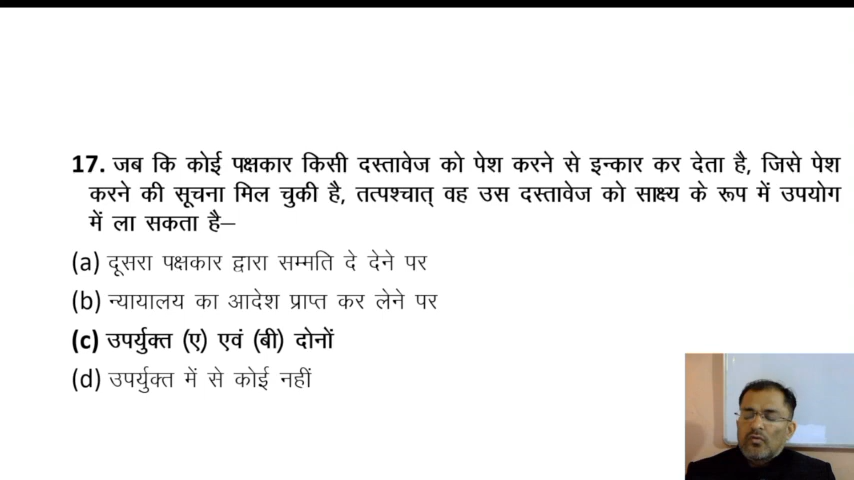 17. जब कि कोई पक्षकार किसी दस्तावेज को पेश करने से इन्कार कर देता है, जिसे पेश
करने की सूचना मिल चुकी है, तत्पश्चात् वह उस दस्तावेज को साक्ष्य के रूप में उपयोग
में ला सकता है–
(a) दूसरा पक्षकार द्वारा सम्मति दे देने पर
(b) न्यायालय का आदेश प्राप्त कर लेने पर
(c) उपर्युक्त (ए) एवं (बी) दोनों
(d) उपर्युक्त में से कोई नहीं